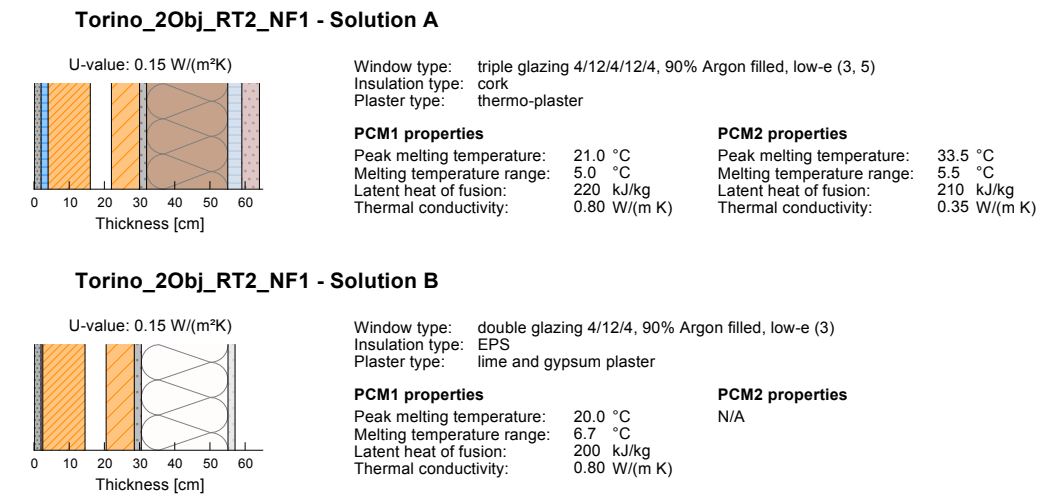 Torino_2Obj_RT2_NF1 - Solution A
U-value: 0.15 W/(m²K)
0 10 20 30 40 50 60
Thickness [cm]
Window type: triple glazing 4/12/4/12/4, 90% Argon filled, low-e (3, 5)
Insulation type: cork
Plaster type: thermo-plaster
PCM1 properties
Peak melting temperature: 21.0 °C
Melting temperature range: 5.0 °C
Latent heat of fusion: 220 kJ/kg
Thermal conductivity: 0.80 W/(m K)
PCM2 properties
Peak melting temperature: 33.5 °C
Melting temperature range: 5.5 °C
Latent heat of fusion: 210 kJ/kg
Thermal conductivity: 0.35 W/(m K)
Torino_2Obj_RT2_NF1 - Solution B
U-value: 0.15 W/(m²K)
0 10 20 30 40 50 60
Thickness [cm]
Window type: double glazing 4/12/4, 90% Argon filled, low-e (3)
Insulation type: EPS
Plaster type: lime and gypsum plaster
PCM1 properties
Peak melting temperature: 20.0 °C
Melting temperature range: 6.7 °C
Latent heat of fusion: 200 kJ/kg
Thermal conductivity: 0.80 W/(m K)
PCM2 properties
N/A